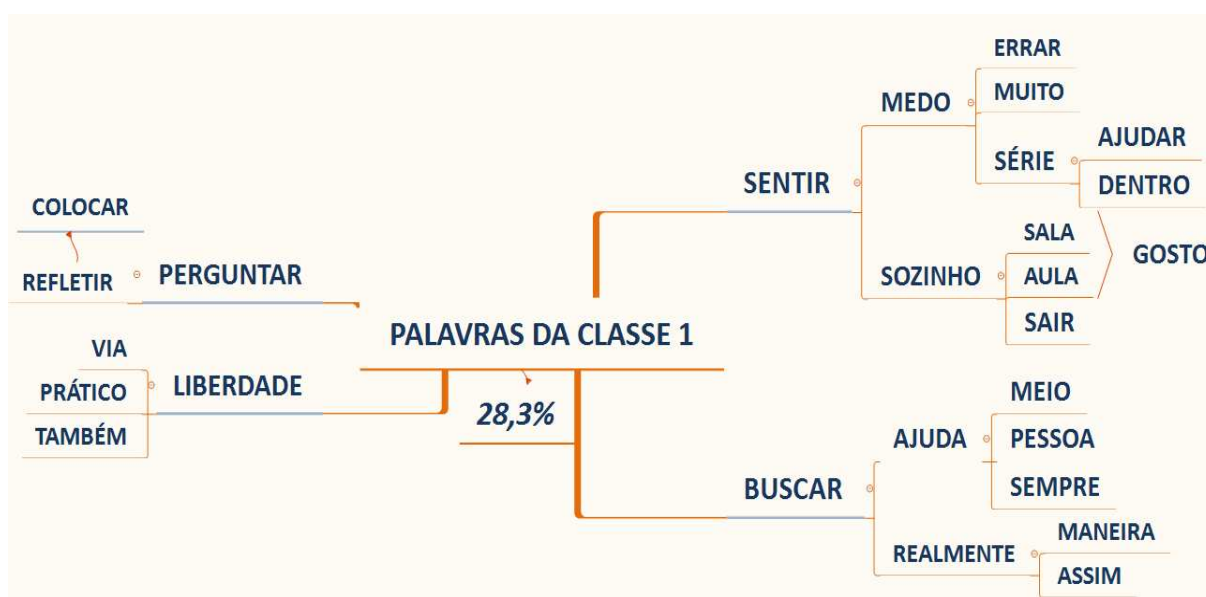 PALAVRAS DA CLASSE 1
28,3%
PERGUNTAR
REFLETIR
COLOCAR
LIBERDADE
VIA
PRÁTICO
TAMBÉM
SENTIR
MEDO
ERRAR
MUITO
SÉRIE
AJUDAR
DENTRO
SOZINHO
SALA
AULA
SAIR
GOSTO
BUSCAR
AJUDA
MEIO
PESSOA
SEMPRE
REALMENTE
MANEIRA
ASSIM